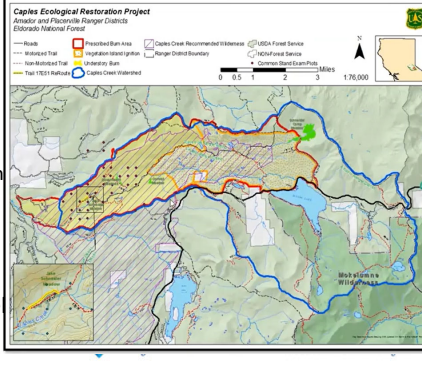 Caples Ecological Restoration Project
Amador and Placerville Ranger Districts
Eldorado National Forest
Roads
Motorized Trail
Non-Motorized Trail
Trail 17E51 ReRoute
Prescribed Burn Area
Vegetation Island Ignition
Understory Burn
Caples Creek Watershed
Caples Creek Recommended Wilderness
Ranger District Boundary
USDA Forest Service
NON-Forest Service
Common Stand Exam Plots
N
Miles
0 0.5 1 2 3
1:76,000
Mokelumne
Wilderness